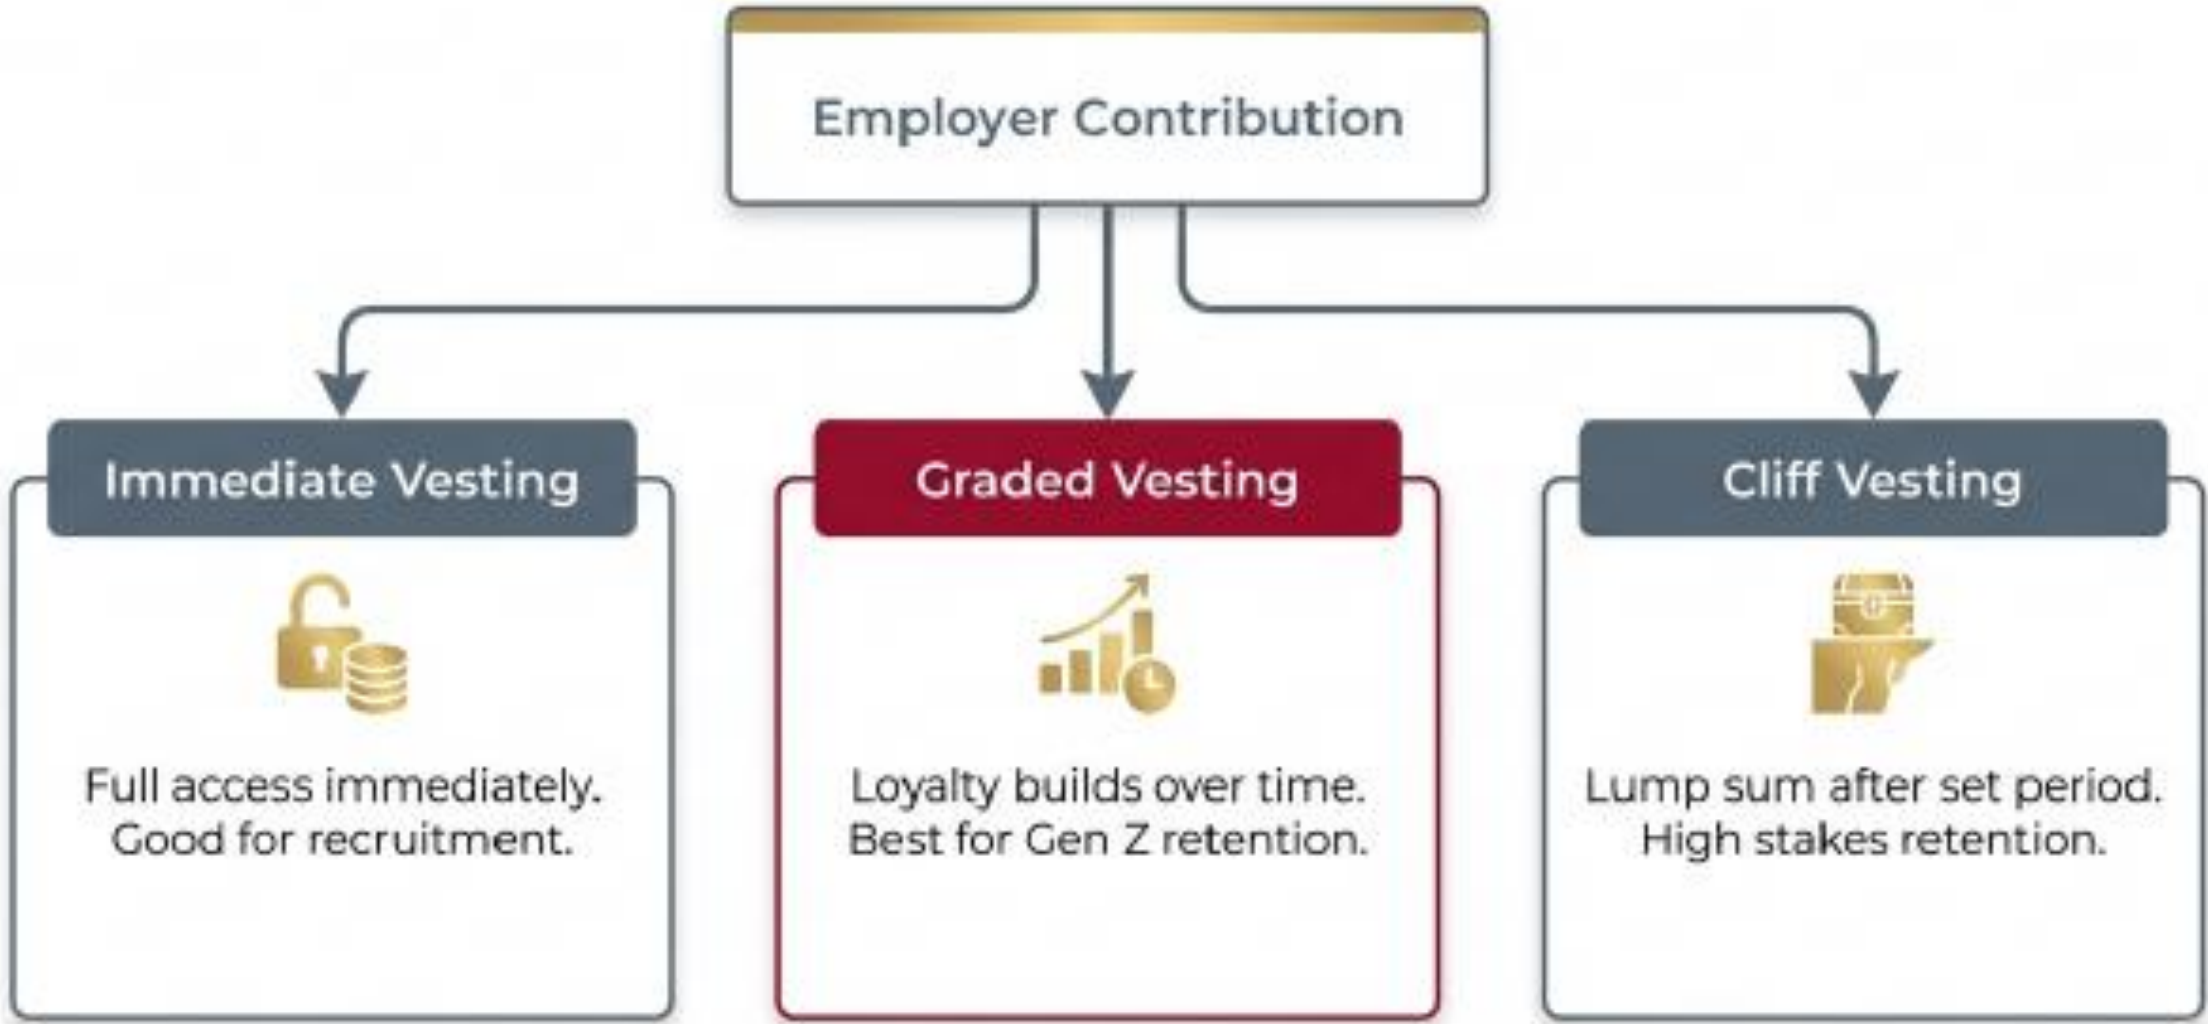 Employer Contribution
Immediate Vesting
Full access immediately.
Good for recruitment.
Graded Vesting
Loyalty builds over time.
Best for Gen Z retention.
Cliff Vesting
Lump sum after set period.
High stakes retention.